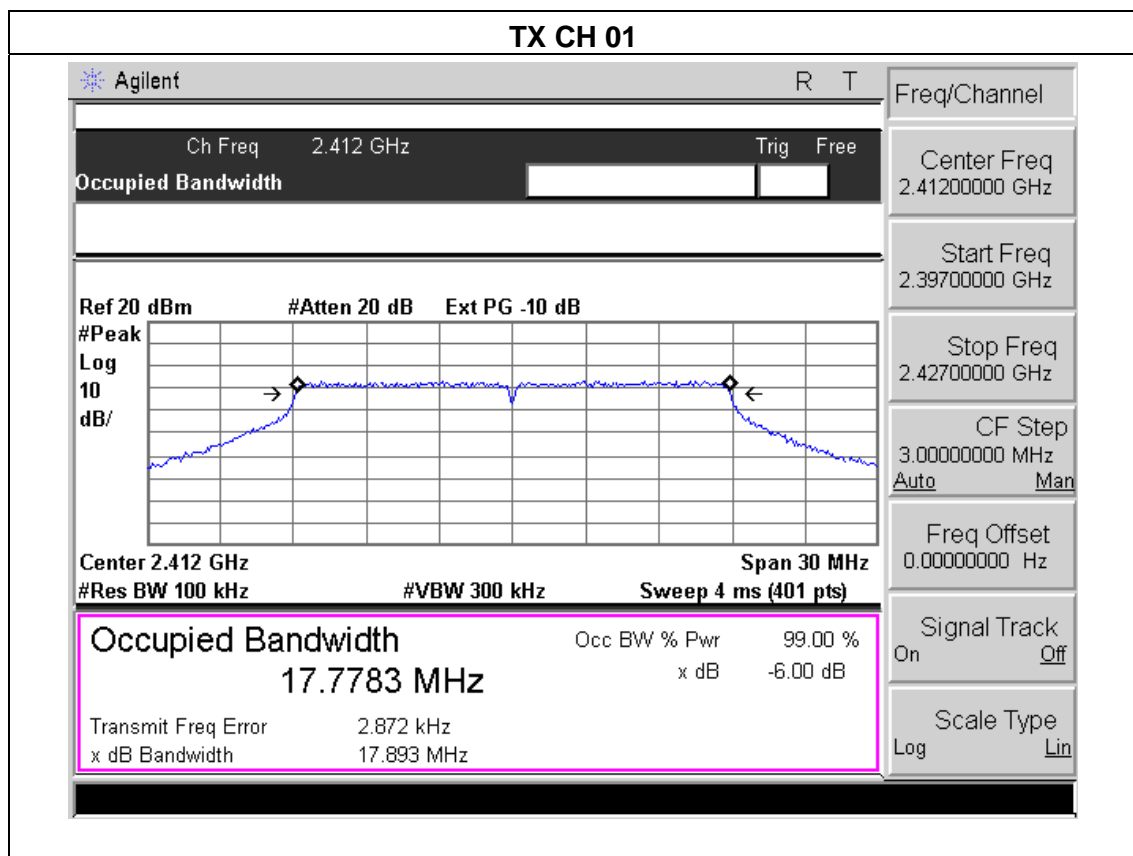 TX CH 01
Agilent R T
Freq/Channel
Ch Freq 2.412 GHz Trig Free
Occupied Bandwidth
Center Freq
2.41200000 GHz
Start Freq
2.39700000 GHz
Stop Freq
2.42700000 GHz
CF Step
3.00000000 MHz
Auto Man
Freq Offset
0.00000000 Hz
Signal Track
On Off
Scale Type
Log Lin
Ref 20 dBm #Atten 20 dB Ext PG -10 dB
#Peak
Log
10
dB/
Center 2.412 GHz Span 30 MHz
#Res BW 100 kHz #VBW 300 kHz Sweep 4 ms (401 pts)
Occupied Bandwidth Occ BW % Pwr 99.00 %
17.7783 MHz x dB -6.00 dB
Transmit Freq Error 2.872 kHz
x dB Bandwidth 17.893 MHz